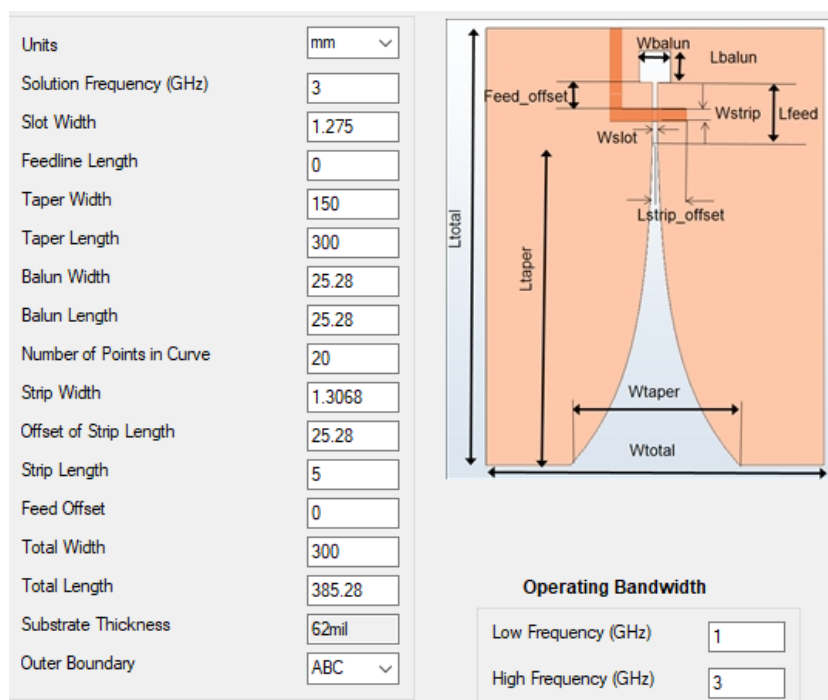 Units mm
Solution Frequency (GHz) 3
Slot Width 1.275
Feedline Length 0
Taper Width 150
Taper Length 300
Balun Width 25.28
Balun Length 25.28
Number of Points in Curve 20
Strip Width 1.3068
Offset of Strip Length 25.28
Strip Length 5
Feed Offset 0
Total Width 300
Total Length 385.28
Substrate Thickness 62mil
Outer Boundary ABC
Wbalun
Lbalun
Feed_offset
Wstrip
Lfeed
Wslot
Lstrip_offset
Ltotal
Ltaper
Wtaper
Wtotal
Operating Bandwidth
Low Frequency (GHz) 1
High Frequency (GHz) 3